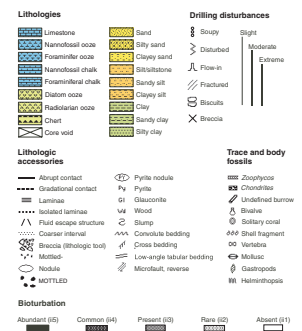 Lithologies
Limestone
Nannofossil ooze
Foraminifer ooze
Nannofossil chalk
Foraminiferal chalk
Diatom ooze
Radiolarian ooze
Chert
Core void
Sand
Silty sand
Clayey sand
Silt/siltstone
Sandy silt
Clayey silt
Clay
Sandy clay
Silty clay
Drilling disturbances
Soupy
Disturbed
Flow-in
Fractured
Biscuits
Breccia
Slight
Moderate
Extreme
Lithologic
accessories
Abrupt contact
Gradational contact
Laminae
Isolated laminae
Fluid escape structure
Coarser interval
Breccia (lithologic tool)
Mottled-
Nodule
MOTTLED
Py Pyrite nodule
Py Pyrite
Gl Glauconite
Wd Wood
Slump
Convolute bedding
Cross bedding
Low-angle tabular bedding
Microfault, reverse
Trace and body
fossils
Zoophycos
Chondrites
Undefined burrow
Bivalve
Solitary coral
Shell fragment
Vertebra
Mollusc
Gastropods
Helminthopsis
Bioturbation
Abundant (ii5) Common (ii4) Present (ii3) Rare (ii2) Absent (ii1)